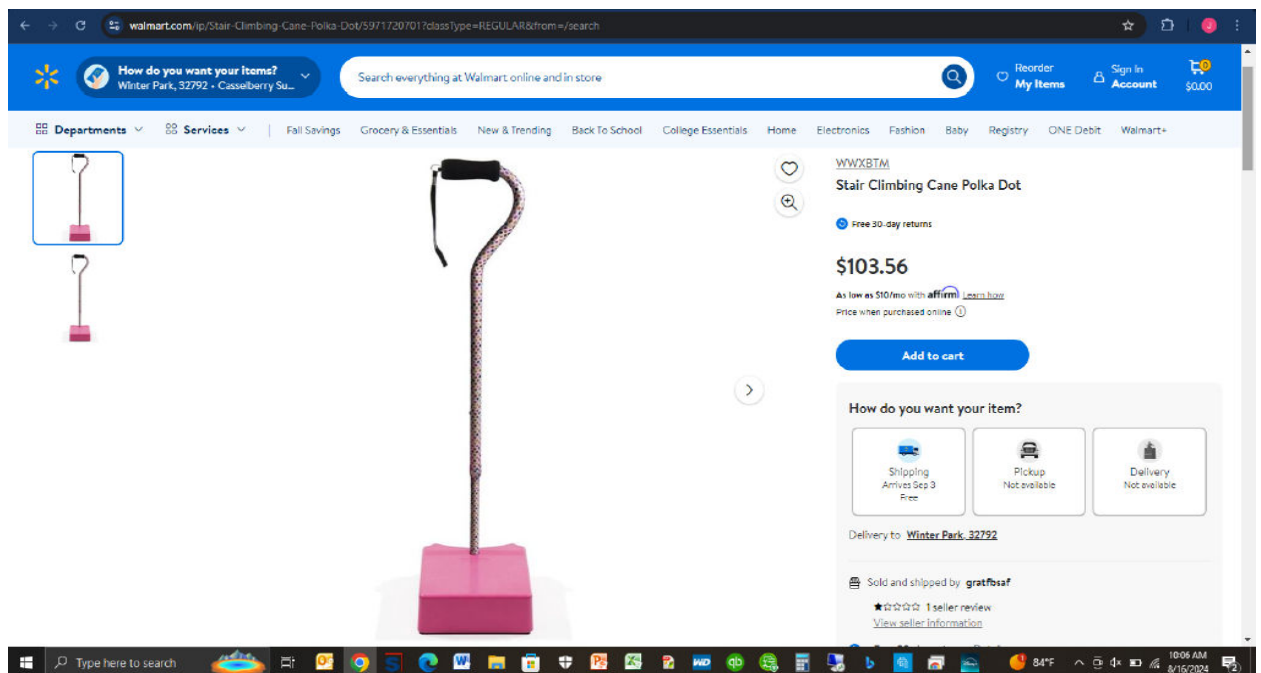 walmart.com/ip/Stair-Climbing-Cane-Polka-Dot/5971720701?classType=REGULAR&from=/search
How do you want your items?
Winter Park, 32792 • Casselberry Su...
Search everything at Walmart online and in store
Reorder
My Items
Sign In
Account
0
$0.00
Departments
Services
Fall Savings
Grocery & Essentials
New & Trending
Back To School
College Essentials
Home
Electronics
Fashion
Baby
Registry
ONE Debit
Walmart+
WWXBTM
Stair Climbing Cane Polka Dot
Free 30-day returns
$103.56
As low as $10/mo with affirm Learn how
Price when purchased online
Add to cart
How do you want your item?
Shipping
Arrives Sep 3
Free
Pickup
Not available
Delivery
Not available
Delivery to Winter Park, 32792
Sold and shipped by gratfbsaf
1 seller review
View seller information
Type here to search
84°F
10:06 AM
8/16/2024